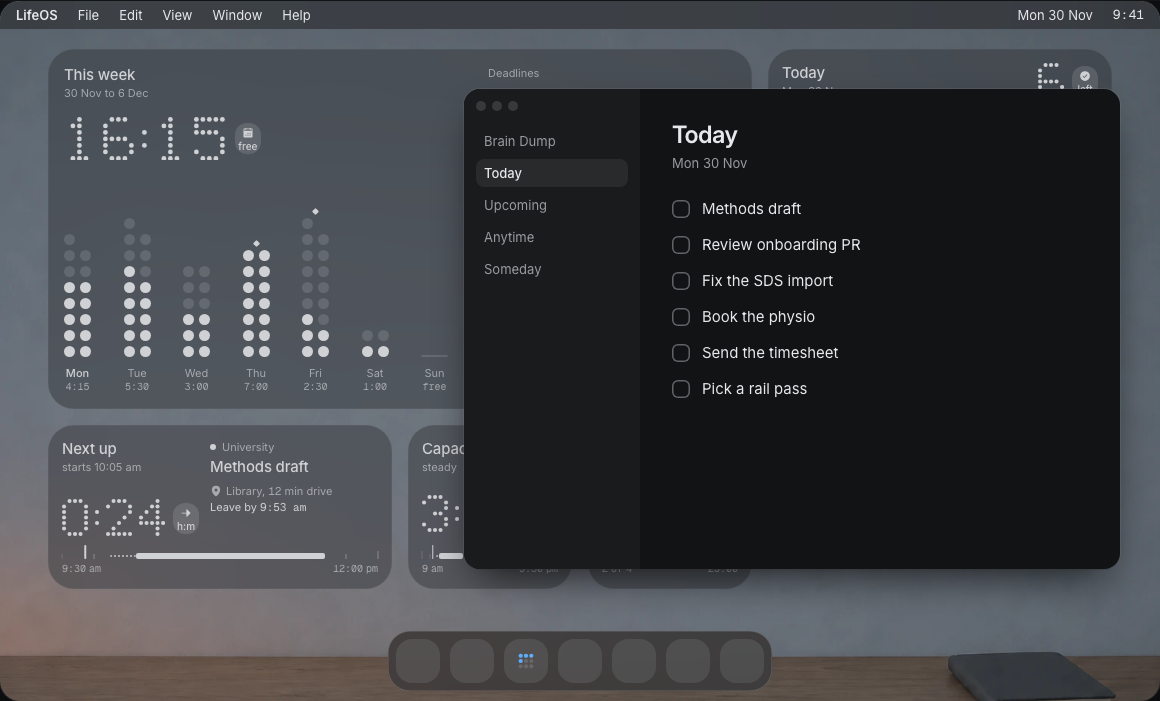 LifeOS File Edit View Window Help Mon 30 Nov 9:41
This week
30 Nov to 6 Dec
16:15 free
Deadlines
Mon Tue Wed Thu Fri Sat Sun
4:15 5:30 3:00 7:00 2:30 1:00 free
Today
6 left
Next up
starts 10:05 am
0:24 h:m
University
Methods draft
Library, 12 min drive
Leave by 9:53 am
9:30 am 12:00 pm
steady
3:
9 am
Brain Dump
Today
Upcoming
Anytime
Someday
Today
Mon 30 Nov
Methods draft
Review onboarding PR
Fix the SDS import
Book the physio
Send the timesheet
Pick a rail pass